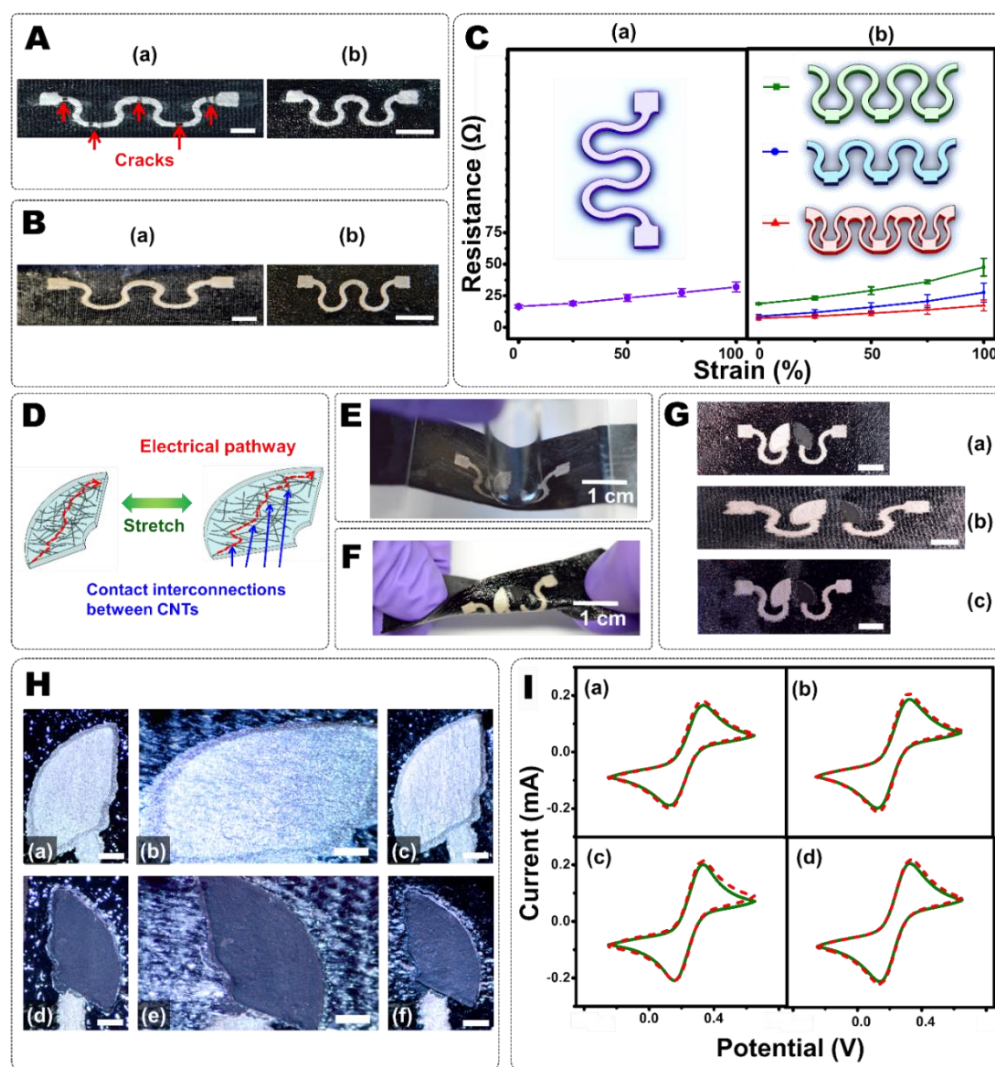 A
(a)
(b)
Cracks
B
(a)
(b)
C
(a)
(b)
Resistance (Ω)
75
50
25
0
0
50
100
0
50
100
Strain (%)
D
Electrical pathway
Stretch
Contact interconnections
between CNTs
E
1 cm
F
1 cm
G
(a)
(b)
(c)
H
(a)
(b)
(c)
(d)
(e)
(f)
I
(a)
(b)
(c)
(d)
Current (mA)
0.2
0.0
-0.2
0.2
0.0
-0.2
0.0
0.4
0.0
0.4
Potential (V)